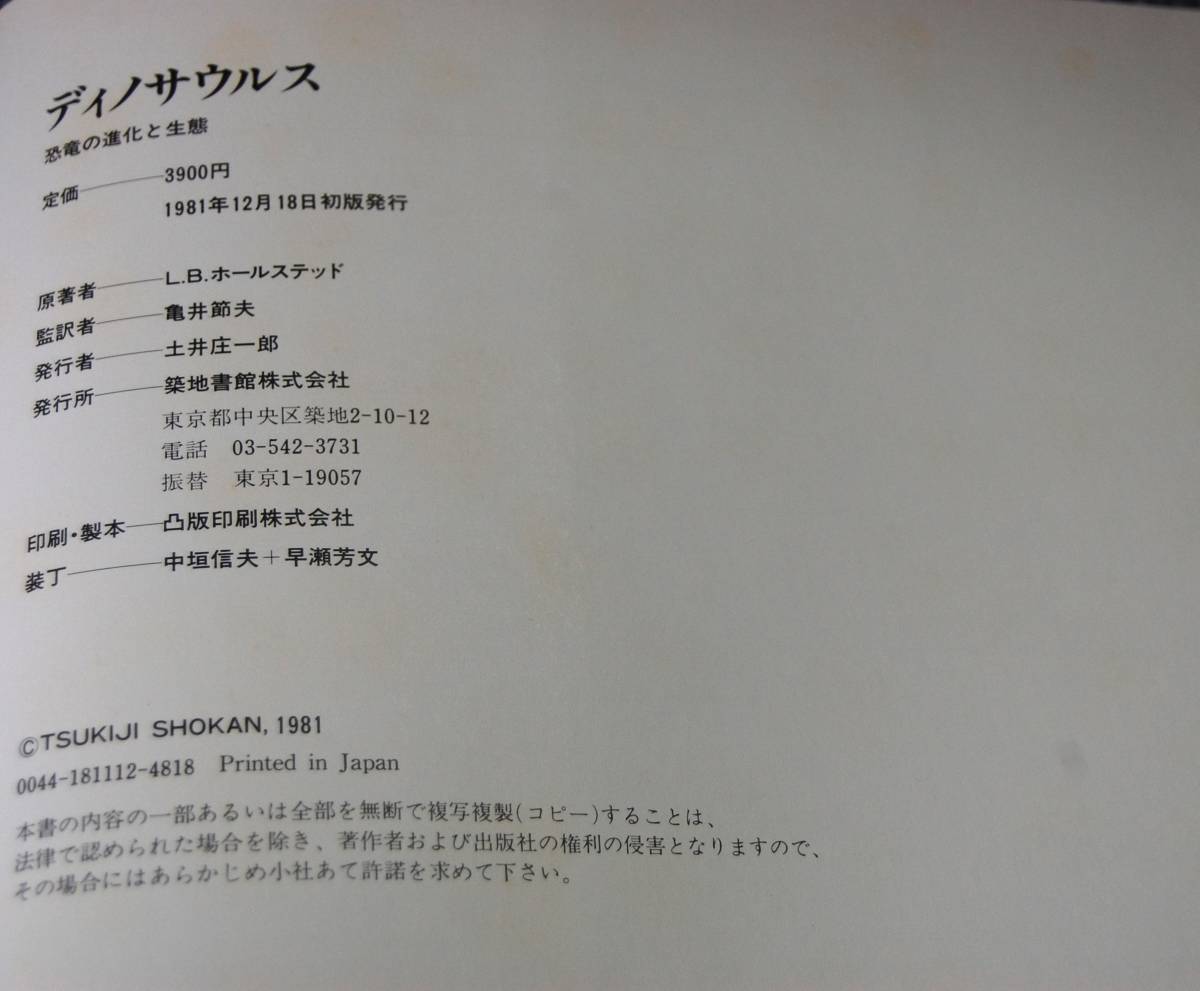 ディノサウルス
恐竜の進化と生態
定価 3900円
1981年12月18日初版発行
原著者 L.B.ホールステッド
監訳者 亀井節夫
発行者 土井庄一郎
発行所 築地書館株式会社
東京都中央区築地2-10-12
電話 03-542-3731
振替 東京1-19057
印刷・製本 凸版印刷株式会社
装丁 中垣信夫+早瀬芳文
©TSUKIJI SHOKAN, 1981
0044-181112-4818 Printed in Japan
本書の内容の一部あるいは全部を無断で複写複製(コピー)することは、
法律で認められた場合を除き、著作者および出版社の権利の侵害となりますので、
その場合にはあらかじめ小社あて許諾を求めて下さい。